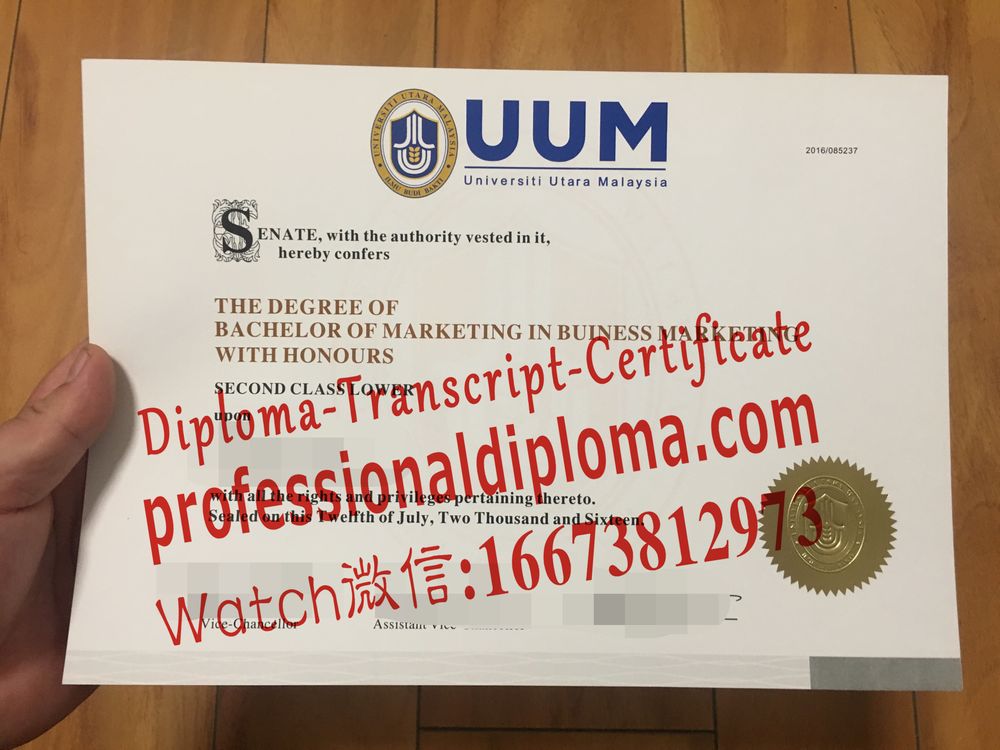 UNIVERSITI UTARA MALAYSIA
ILMU BUDI BAKTI
UUM
Universiti Utara Malaysia
2016/085237
SENATE, with the authority vested in it,
hereby confers
THE DEGREE OF
BACHELOR OF MARKETING IN BUINESS MARKETING
WITH HONOURS
SECOND CLASS LOWER
upon
Diploma-Transcript-Certificate
professionaldiploma.com
with all the rights and privileges pertaining thereto.
Sealed on this Twelfth of July, Two Thousand and Sixteen.
Watch微信:16673812973
Vice-Chancellor
Assistant Vice-Chancellor